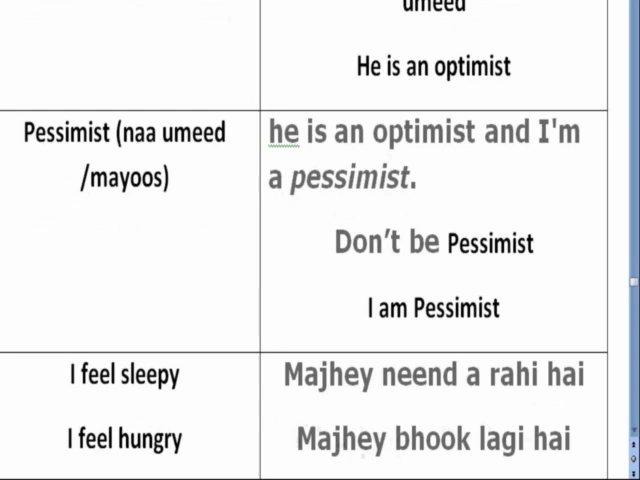 umeed
He is an optimist
Pessimist (naa umeed
/mayoos)
he is an optimist and I'm
a pessimist.
Don't be Pessimist
I am Pessimist
I feel sleepy
Majhey neend a rahi hai
I feel hungry
Majhey bhook lagi hai